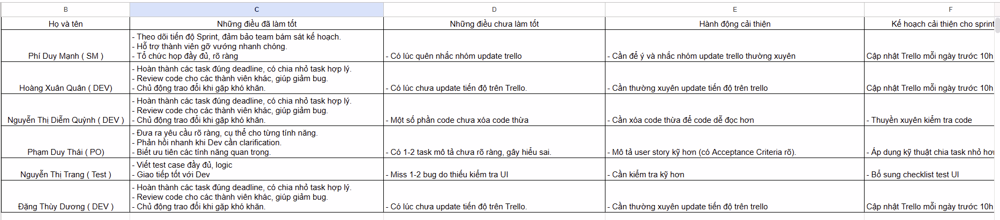 B C D E F
Họ và tên Những điều đã làm tốt Những điều chưa làm tốt Hành động cải thiện Kế hoạch cải thiện cho sprint
- Theo dõi tiến độ Sprint, đảm bảo team bám sát kế hoạch.
- Hỗ trợ thành viên gỡ vướng nhanh chóng.
Phí Duy Mạnh ( SM ) - Tổ chức họp đầy đủ, rõ ràng - Có lúc quên nhắc nhóm update trello - Cần để ý và nhắc nhóm update trello thường xuyên Cập nhật Trello mỗi ngày trước 10h
- Hoàn thành các task đúng deadline, có chia nhỏ task hợp lý.
- Review code cho các thành viên khác, giúp giảm bug.
Hoàng Xuân Quân ( DEV) - Chủ động trao đổi khi gặp khó khăn. - Có lúc chưa update tiến độ trên Trello. - Cần thường xuyên update tiến độ trên trello Cập nhật Trello mỗi ngày trước 10h
- Hoàn thành các task đúng deadline, có chia nhỏ task hợp lý.
- Review code cho các thành viên khác, giúp giảm bug.
Nguyễn Thị Diễm Quỳnh ( DEV ) - Chủ động trao đổi khi gặp khó khăn. - Một số phần code chưa xóa code thừa - Cần xóa code thừa để code dễ đọc hơn - Thuyền xuyên kiểm tra code
- Đưa ra yêu cầu rõ ràng, cụ thể cho từng tính năng.
- Phản hồi nhanh khi Dev cần clarification.
Phạm Duy Thái ( PO) - Biết ưu tiên các tính năng quan trọng. - Có 1-2 task mô tả chưa rõ ràng, gây hiểu sai. - Mô tả user story kỹ hơn (có Acceptance Criteria rõ). - Áp dụng kỹ thuật chia task nhỏ hơn
- Viết test case đầy đủ, logic
Nguyễn Thị Trang ( Test ) - Giao tiếp tốt với Dev - Miss 1-2 bug do thiếu kiểm tra UI - Cần kiểm tra kỹ hơn - Bổ sung checklist test UI
- Hoàn thành các task đúng deadline, có chia nhỏ task hợp lý.
- Review code cho các thành viên khác, giúp giảm bug.
Đặng Thùy Dương ( DEV ) - Chủ động trao đổi khi gặp khó khăn. - Có lúc chưa update tiến độ trên Trello. - Cần thường xuyên update tiến độ trên trello Cập nhật Trello mỗi ngày trước 10h